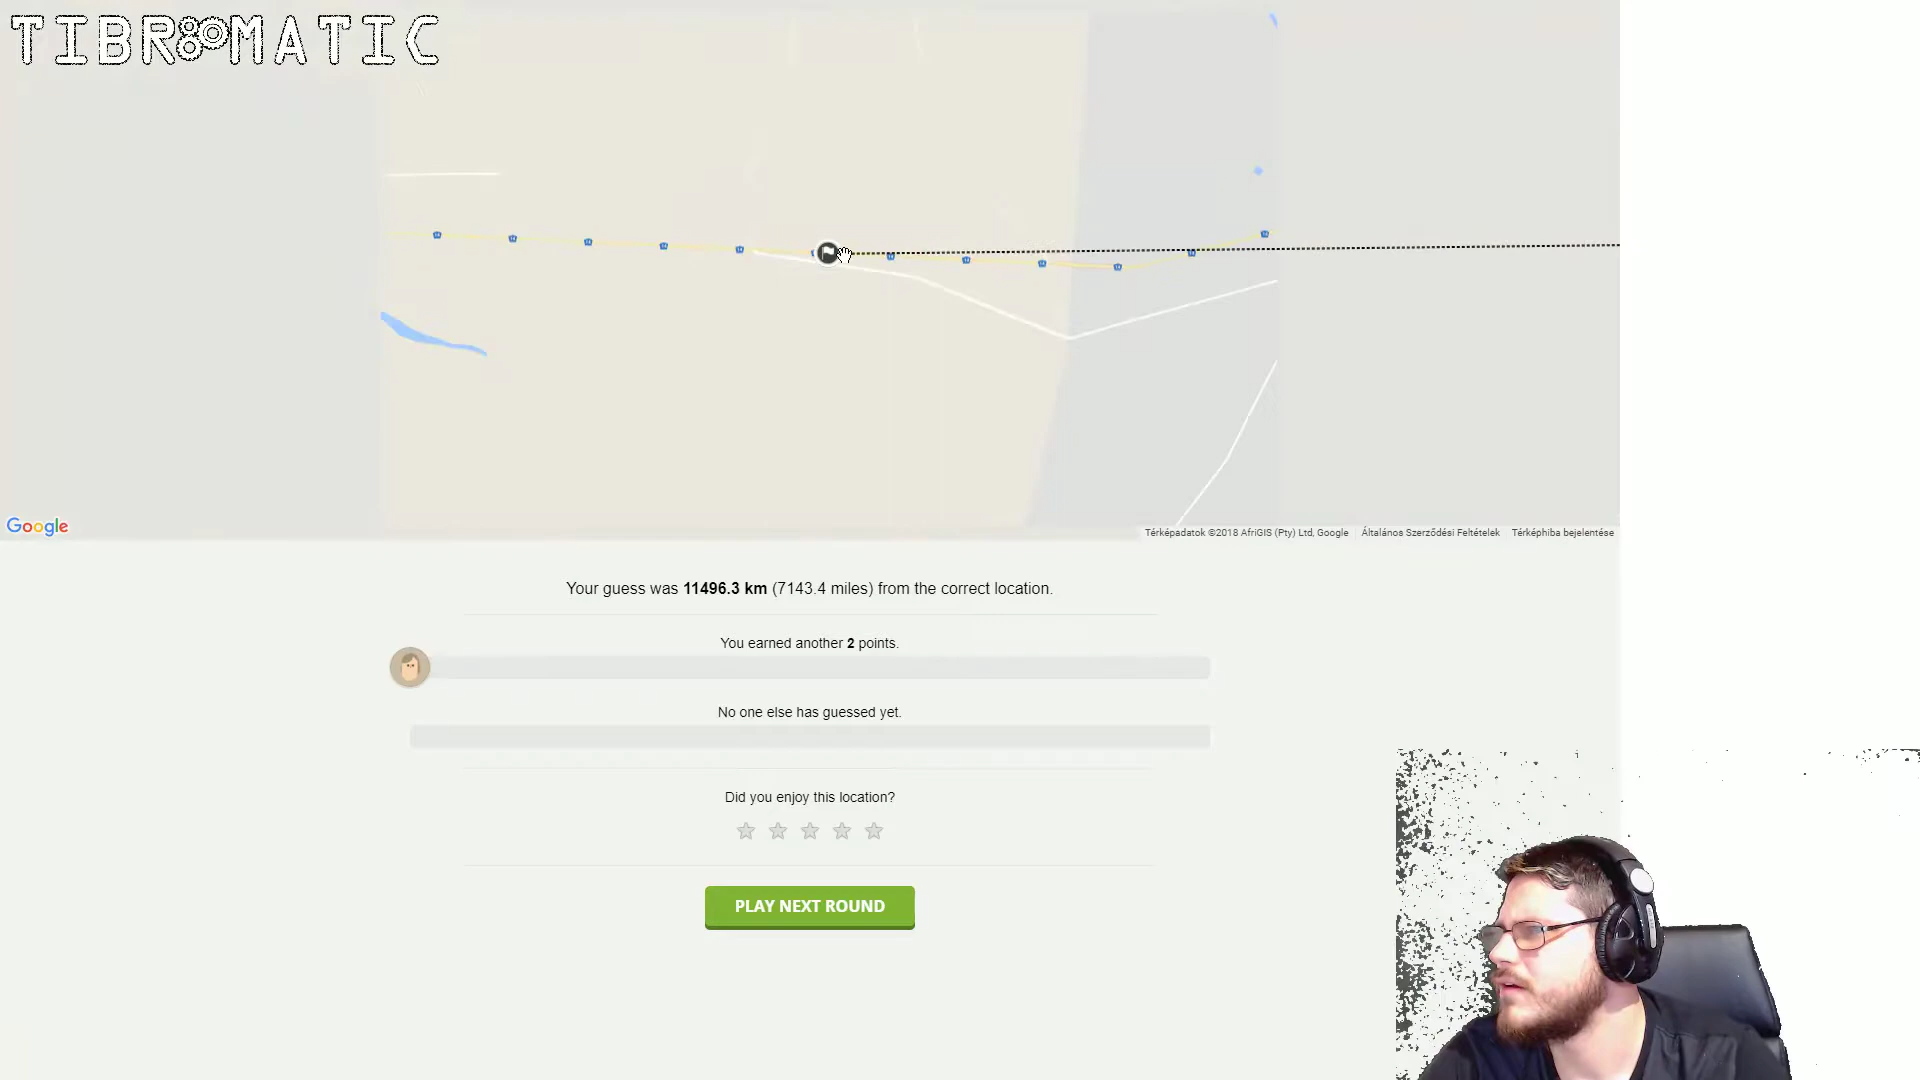 TIBROMATIC
Google
Térképadatok ©2018 AfriGIS (Pty) Ltd, Google
Általános Szerződési Feltételek
Térképhiba bejelentése
Your guess was 11496.3 km (7143.4 miles) from the correct location.
You earned another 2 points.
No one else has guessed yet.
Did you enjoy this location?
PLAY NEXT ROUND